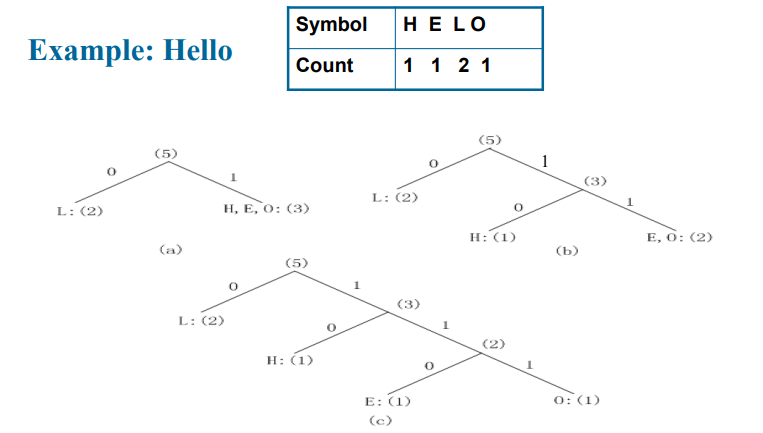 Example: Hello
Symbol H E L O
Count 1 1 2 1
(5)
0 1
L: (2) H, E, O: (3)
(a)
(5)
0 1
L: (2) (3)
0 1
H: (1) E, O: (2)
(b)
(5)
0 1
L: (2) (3)
0 1
H: (1) (2)
0 1
E: (1) O: (1)
(c)